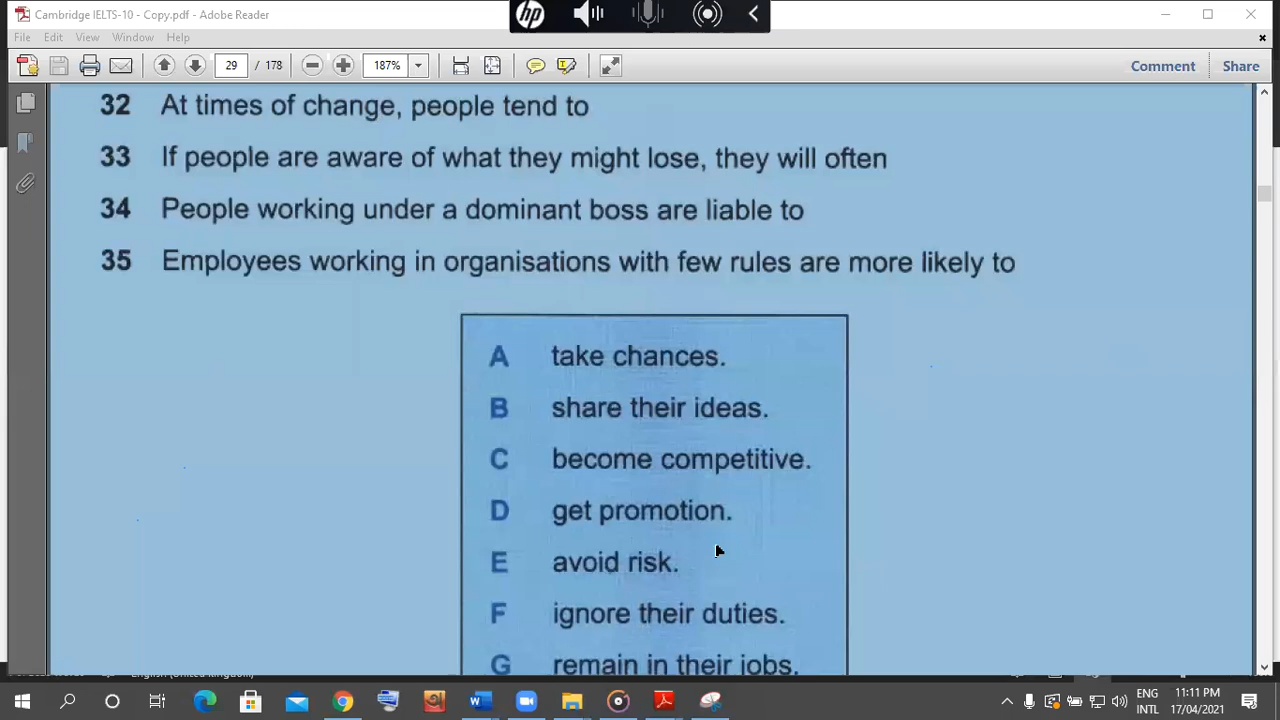 Cambridge IELTS-10 - Copy.pdf - Adobe Reader
hp
File Edit View Window Help
29 / 178
187%
Comment Share
32 At times of change, people tend to
33 If people are aware of what they might lose, they will often
34 People working under a dominant boss are liable to
35 Employees working in organisations with few rules are more likely to
A take chances.
B share their ideas.
C become competitive.
D get promotion.
E avoid risk.
F ignore their duties.
G remain in their jobs.
English (United Kingdom)
ENG 11:11 PM
INTL 17/04/2021